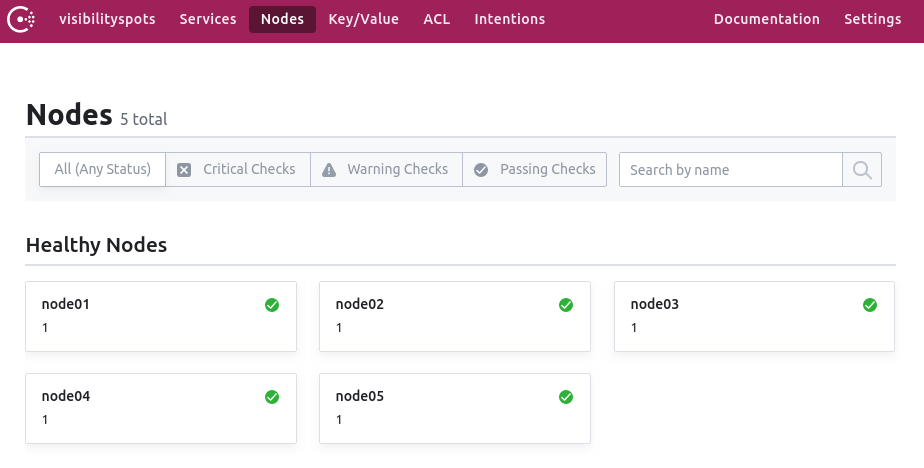 visibilityspots Services Nodes Key/Value ACL Intentions Documentation Settings
Nodes 5 total
All (Any Status) Critical Checks Warning Checks Passing Checks Search by name
Healthy Nodes
node01 node02 node03
1 1 1
node04 node05
1 1